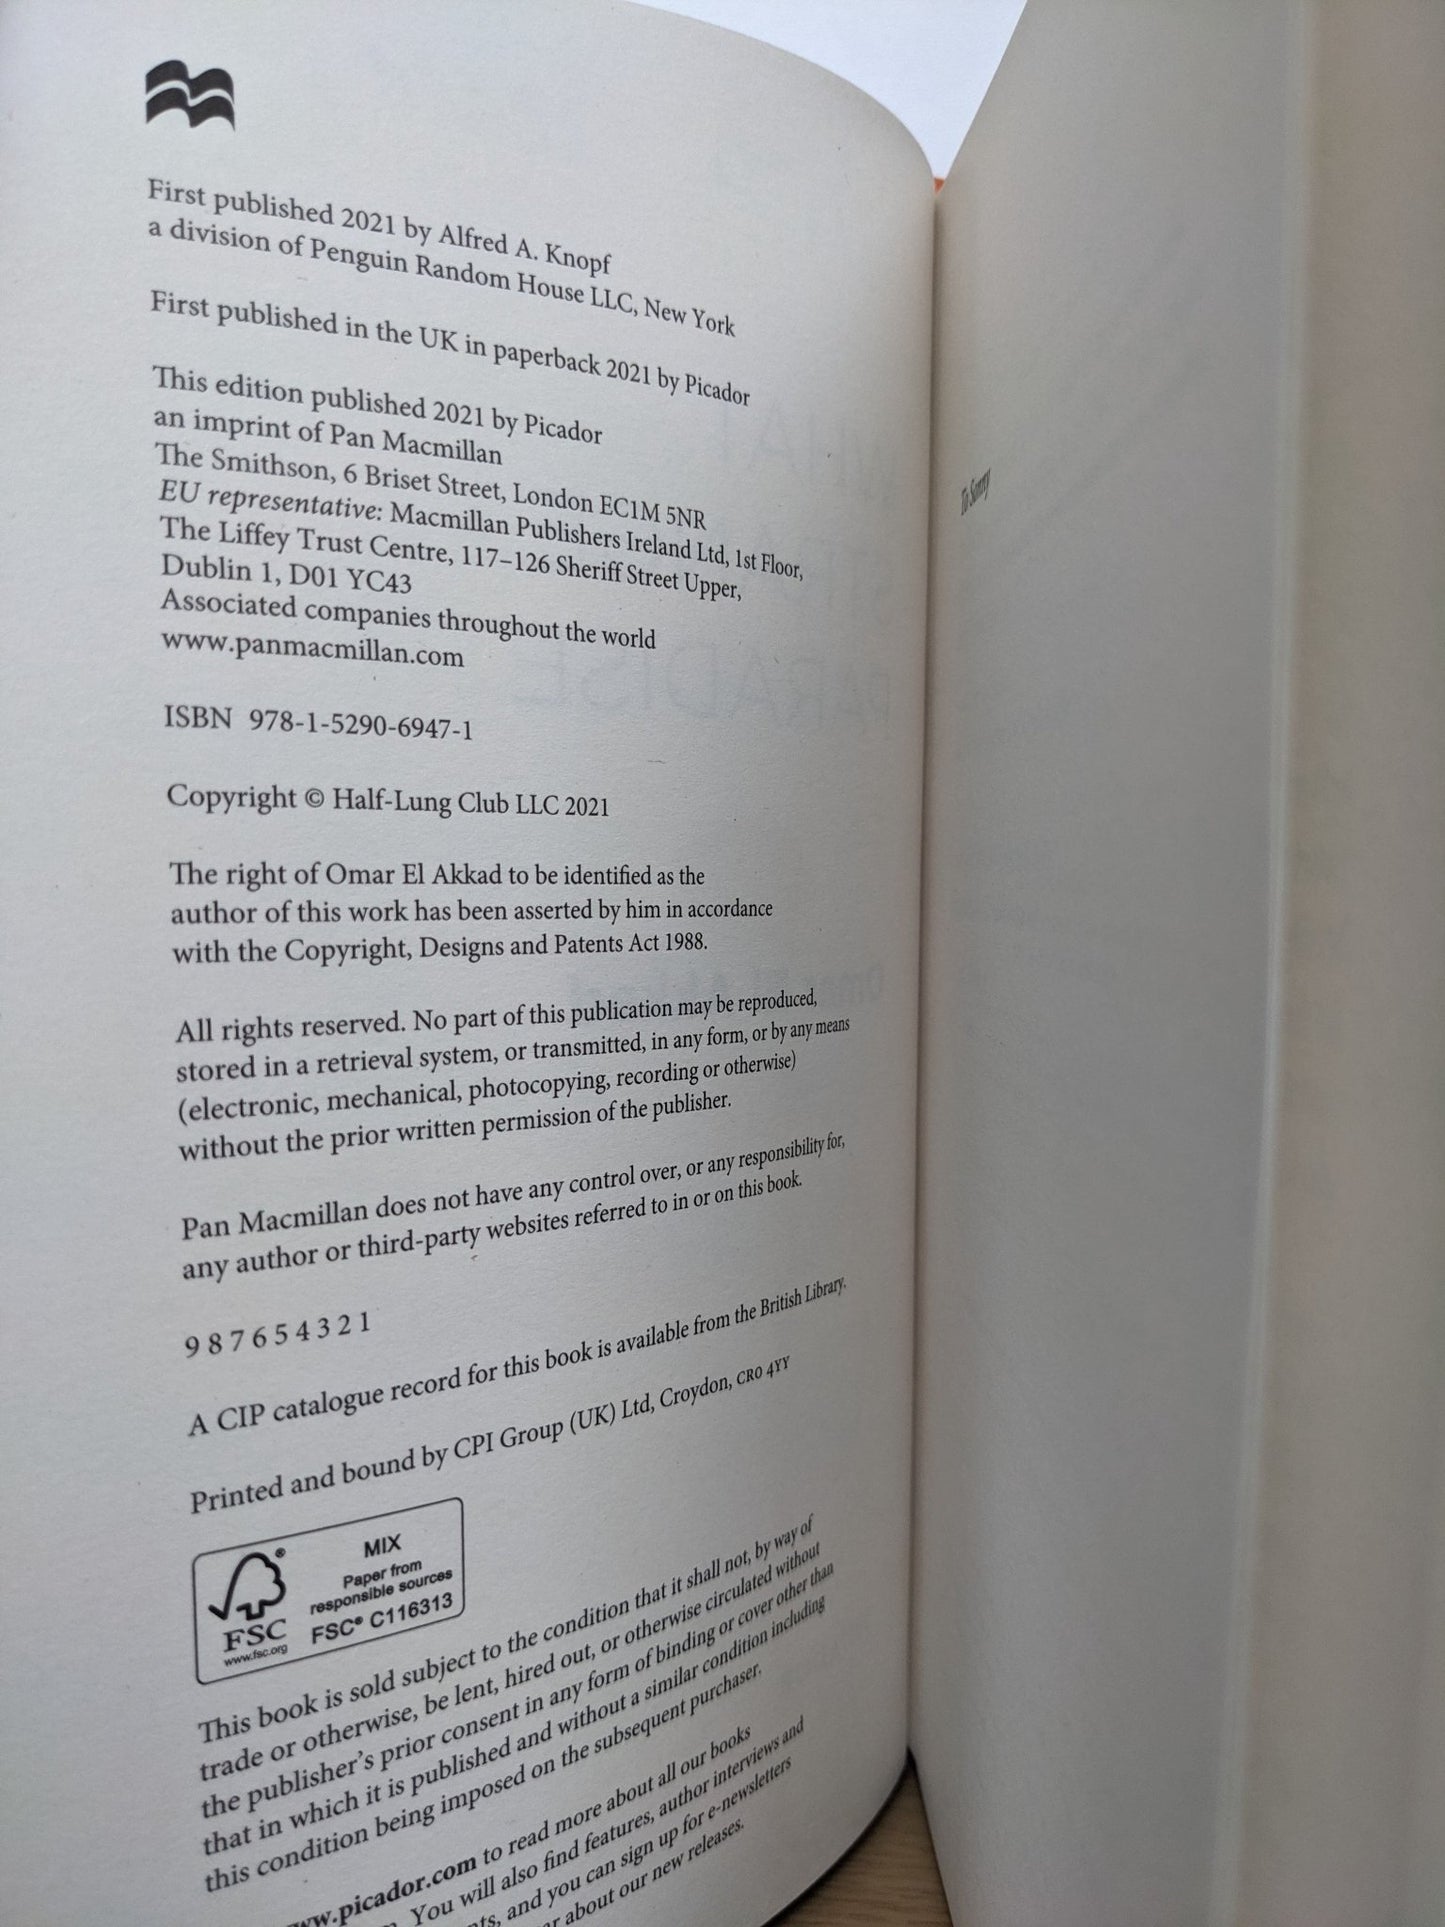 First published 2021 by Alfred A. Knopf
a division of Penguin Random House LLC, New York
First published in the UK in paperback 2021 by Picador
This edition published 2021 by Picador
an imprint of Pan Macmillan
The Smithson, 6 Briset Street, London EC1M 5NR
EU representative: Macmillan Publishers Ireland Ltd, 1st Floor,
The Liffey Trust Centre, 117–126 Sheriff Street Upper,
Dublin 1, D01 YC43
Associated companies throughout the world
www.panmacmillan.com
ISBN 978-1-5290-6947-1
Copyright © Half-Lung Club LLC 2021
The right of Omar El Akkad to be identified as the
author of this work has been asserted by him in accordance
with the Copyright, Designs and Patents Act 1988.
All rights reserved. No part of this publication may be reproduced,
stored in a retrieval system, or transmitted, in any form, or by any means
(electronic, mechanical, photocopying, recording or otherwise)
without the prior written permission of the publisher.
Pan Macmillan does not have any control over, or any responsibility for,
any author or third-party websites referred to in or on this book.
9 8 7 6 5 4 3 2 1
A CIP catalogue record for this book is available from the British Library.
Printed and bound by CPI Group (UK) Ltd, Croydon, CR0 4YY
MIX
Paper from
responsible sources
FSC® C116313
FSC
www.fsc.org
This book is sold subject to the condition that it shall not, by way of
trade or otherwise, be lent, hired out, or otherwise circulated without
the publisher's prior consent in any form of binding or cover other than
that in which it is published and without a similar condition including
this condition being imposed on the subsequent purchaser.
.picador.com to read more about all our books
You will also find features, author interviews and
and you can sign up for e-newsletters
about our new releases.
To Sonny